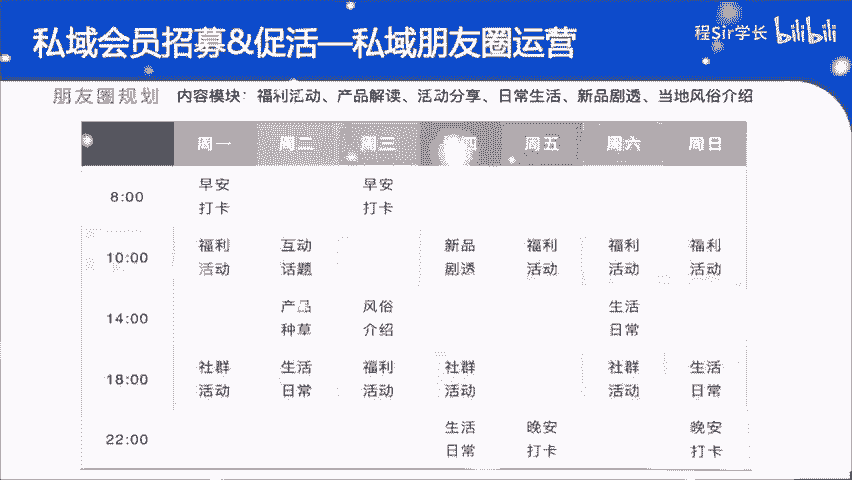 私域会员招募&促活—私域朋友圈运营
程Sir学长 bilibili
朋友圈规划 内容模块：福利活动、产品解读、活动分享、日常生活、新品剧透、当地风俗介绍
周一 周二 周三 周五 周六 周日
8:00 早安打卡 早安打卡
10:00 福利活动 互动话题 新品剧透 福利活动 福利活动 福利活动
14:00 产品种草 风俗介绍 生活日常
18:00 社群活动 生活日常 福利活动 社群活动 社群活动 生活日常
22:00 生活日常 晚安打卡 晚安打卡